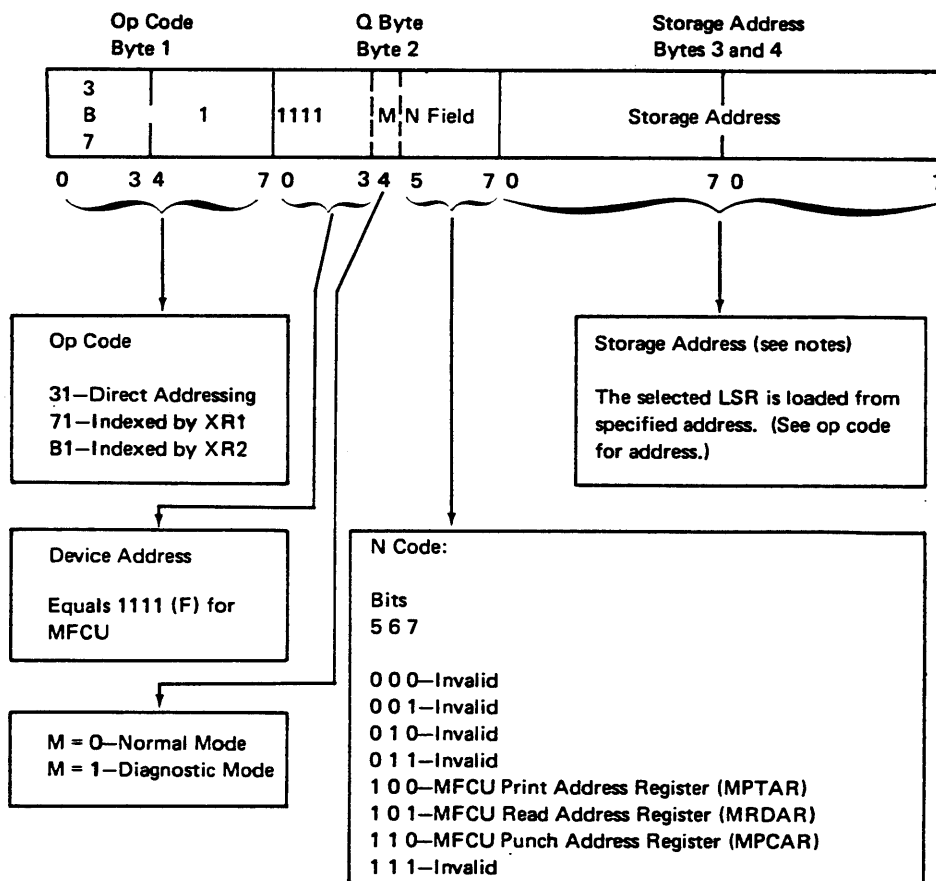 Op Code
Byte 1
Q Byte
Byte 2
Storage Address
Bytes 3 and 4
3
B
7
1
1111
M
N Field
Storage Address
0 3 4 7 0 3 4 5 7 0 7 0
Op Code
31—Direct Addressing
71—Indexed by XR1
B1—Indexed by XR2
Storage Address (see notes)
The selected LSR is loaded from
specified address. (See op code
for address.)
Device Address
Equals 1111 (F) for
MFCU
M = 0—Normal Mode
M = 1—Diagnostic Mode
N Code:
Bits
5 6 7
0 0 0—Invalid
0 0 1—Invalid
0 1 0—Invalid
0 1 1—Invalid
1 0 0—MFCU Print Address Register (MPTAR)
1 0 1—MFCU Read Address Register (MRDAR)
1 1 0—MFCU Punch Address Register (MPCAR)
1 1 1—Invalid